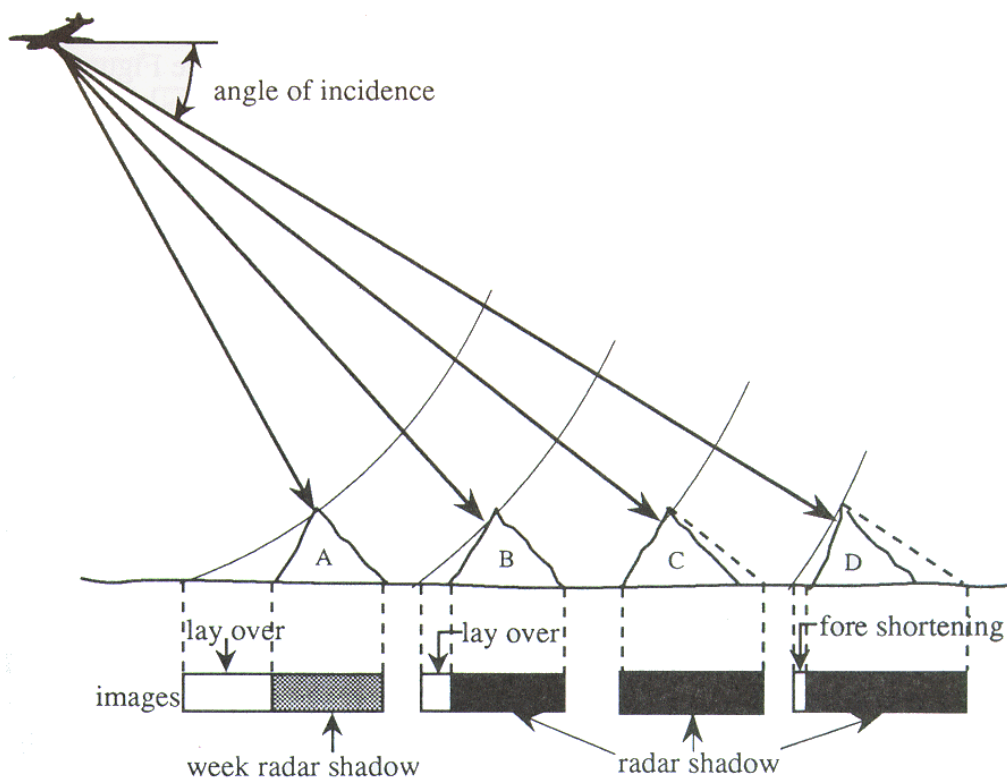 angle of incidence
A
B
C
D
lay over
lay over
fore shortening
images
week radar shadow
radar shadow